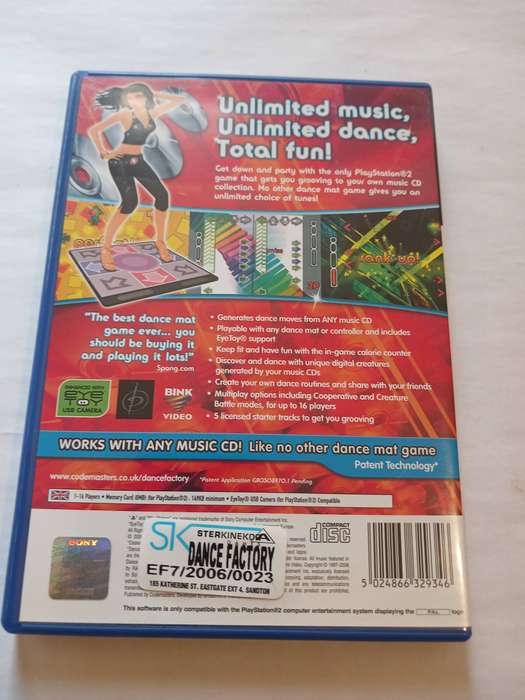 Unlimited music,
Unlimited dance,
Total fun!
Get down and party with the only PlayStation®2
game that gets you grooving to your own music CD
collection. No other dance mat game gives you an
unlimited choice of tunes!
rank up!
2P
"The best dance mat
game ever... you
should be buying it
and playing it lots!"
Spong.com
• Generates dance moves from ANY music CD
• Playable with any dance mat or controller and includes
EyeToy® support
• Keep fit and have fun with the in-game calorie counter
• Discover and dance with unique digital creatures
generated by your music CDs
• Create your own dance routines and share with your friends
• Multiplay options including Cooperative and Creature
Battle modes, for up to 16 players
• 5 licensed starter tracks to get you grooving
ENHANCED WITH
EYE
TOY
USB CAMERA
BINK
VIDEO
WORKS WITH ANY MUSIC CD! Like no other dance mat game
Patent Technology*
www.codemasters.co.uk/dancefactory
*Patent Application GB0508970.1 Pending
1-16 Players • Memory Card (8MB) (for PlayStation®2) : 149KB minimum • EyeToy® USB Camera (for PlayStation®2) Compatible
SONY
SK
STERKINEKOR
DANCE FACTORY
EF7/2006/0023
185 KATHERINE ST, EASTGATE EXT 4, SANDTON
COMPACT
disc
5 024866 329346
This software is only compatible with the PlayStation®2 computer entertainment system displaying the PAL logo